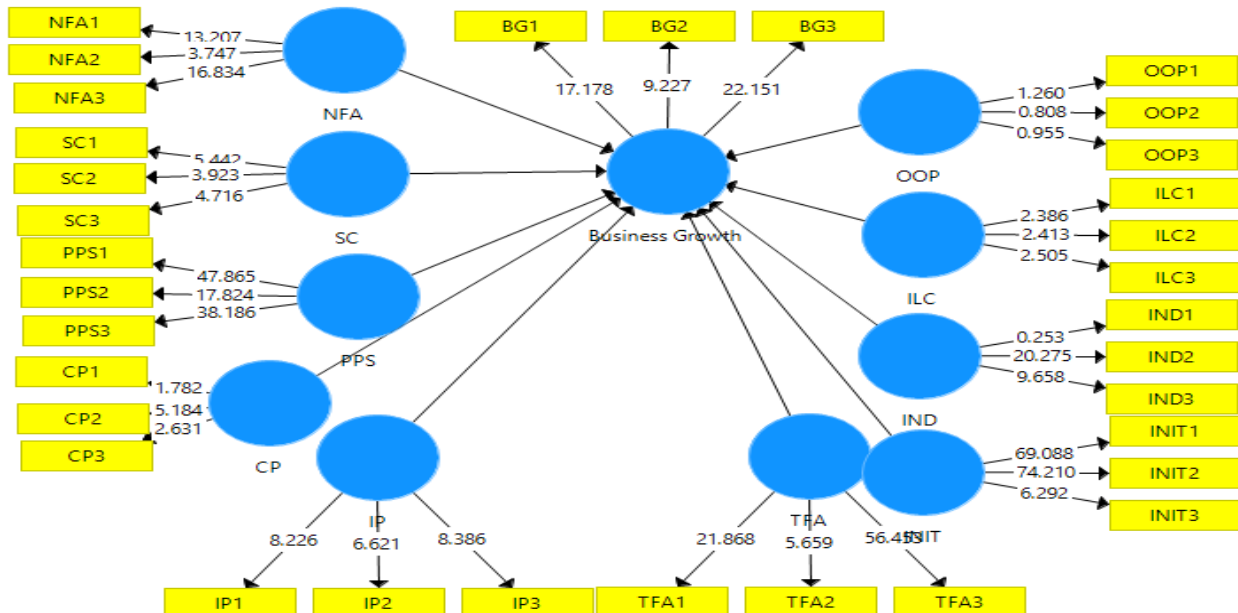 NFA1
13.207
NFA2
3.747
16.834
NFA3
NFA
BG1
BG2
BG3
17.178
9.227
22.151
Business Growth
OOP1
1.260
OOP2
0.808
0.955
OOP3
OOP
SC1
5.442
SC2
3.923
4.716
SC3
SC
ILC1
2.386
ILC2
2.413
2.505
ILC3
ILC
PPS1
47.865
PPS2
17.824
38.186
PPS3
PPS
IND1
0.253
IND2
20.275
9.658
IND3
IND
CP1
1.782
5.184
CP2
2.631
CP3
CP
INIT1
69.088
INIT2
74.210
6.292
INIT3
INIT
IP
8.226
6.621
8.386
IP1
IP2
IP3
TFA
21.868
5.659
56.453
TFA1
TFA2
TFA3